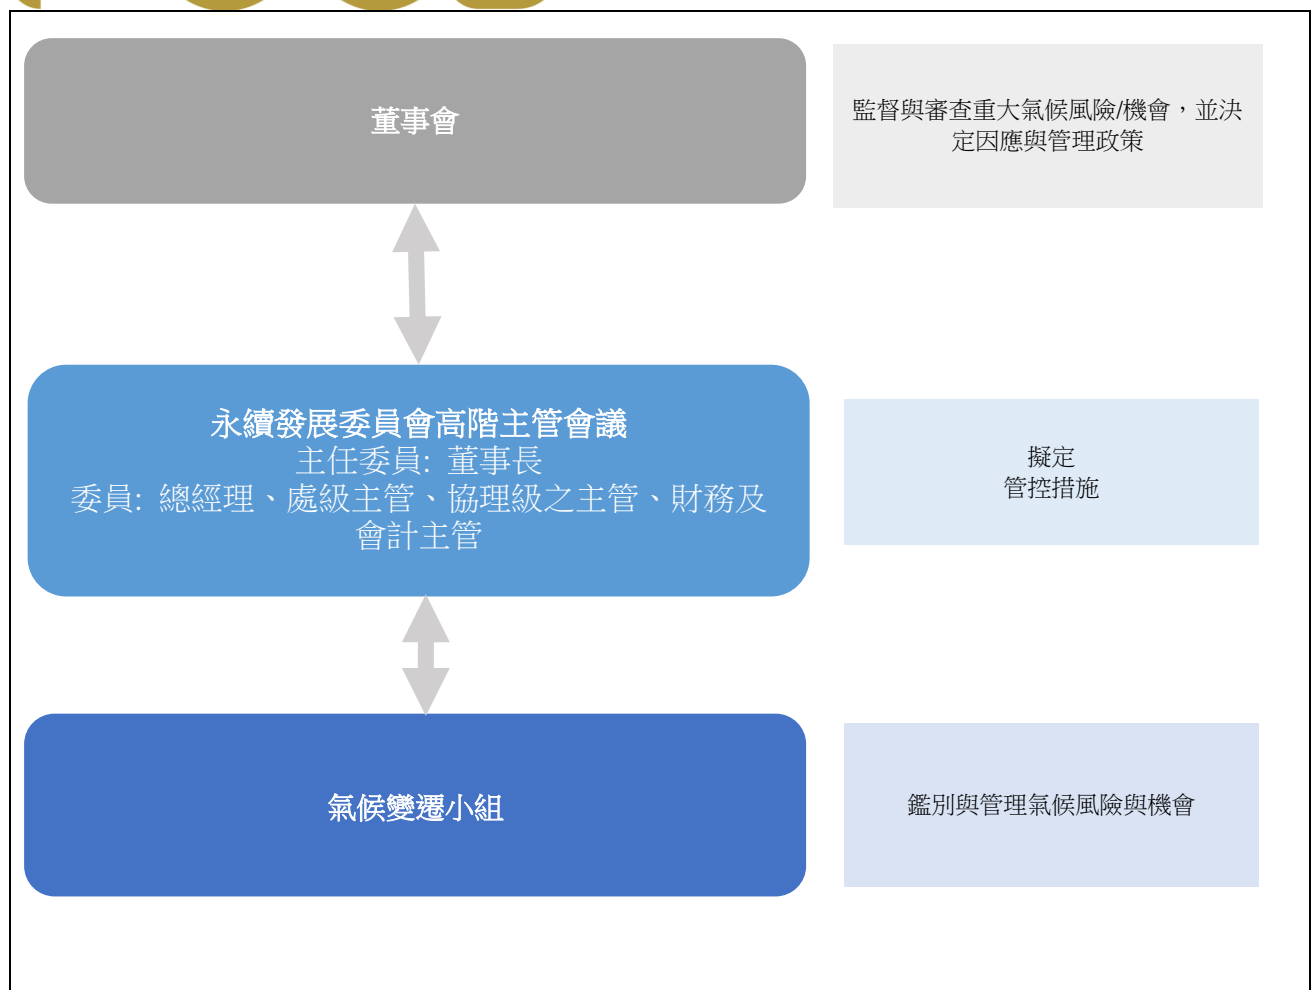 董事會
監督與審查重大氣候風險/機會，並決
定因應與管理政策
永續發展委員會高階主管會議
主任委員: 董事長
委員: 總經理、處級主管、協理級之主管、財務及
會計主管
擬定
管控措施
氣候變遷小組
鑑別與管理氣候風險與機會